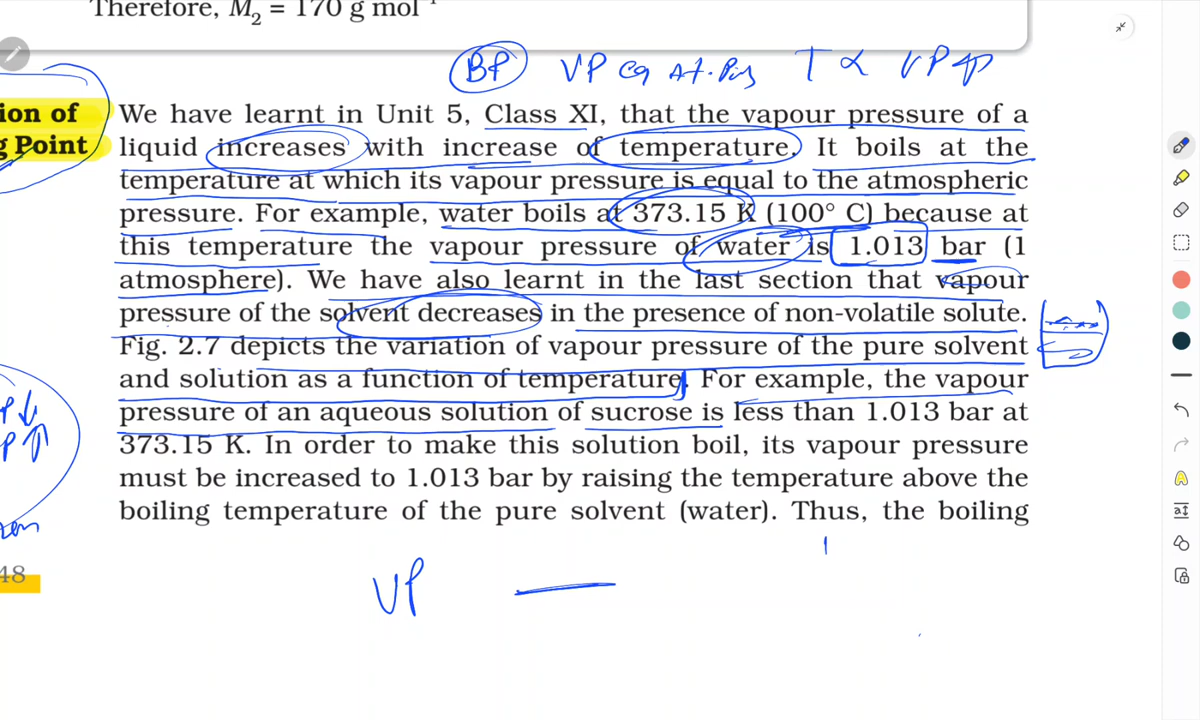 Therefore, M₂ = 170 g mol⁻¹
BP VP eq At. T ∝ VP↑
ion of
g Point
We have learnt in Unit 5, Class XI, that the vapour pressure of a
liquid increases with increase of temperature. It boils at the
temperature at which its vapour pressure is equal to the atmospheric
pressure. For example, water boils at 373.15 K (100° C) because at
this temperature the vapour pressure of water is 1.013 bar (1
atmosphere). We have also learnt in the last section that vapour
pressure of the solvent decreases in the presence of non-volatile solute.
Fig. 2.7 depicts the variation of vapour pressure of the pure solvent
and solution as a function of temperature. For example, the vapour
pressure of an aqueous solution of sucrose is less than 1.013 bar at
373.15 K. In order to make this solution boil, its vapour pressure
must be increased to 1.013 bar by raising the temperature above the
boiling temperature of the pure solvent (water). Thus, the boiling
P↓
P↑
48
VP